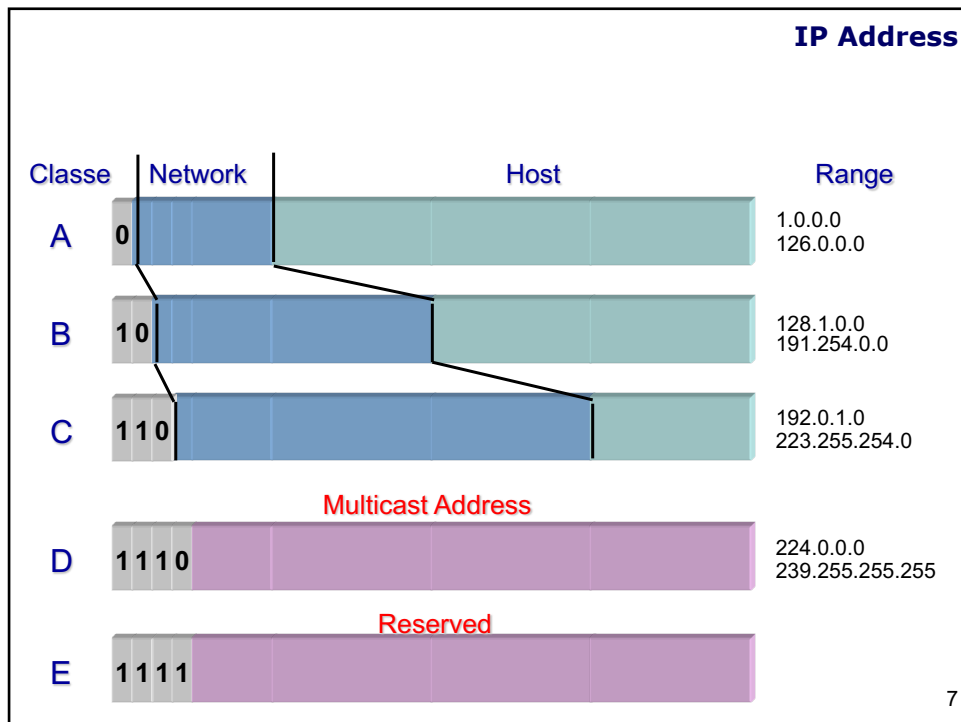 IP Address
Classe Network Host Range
A 0 1.0.0.0
126.0.0.0
B 1 0 128.1.0.0
191.254.0.0
C 1 1 0 192.0.1.0
223.255.254.0
Multicast Address
D 1 1 1 0 224.0.0.0
239.255.255.255
Reserved
E 1 1 1 1
7